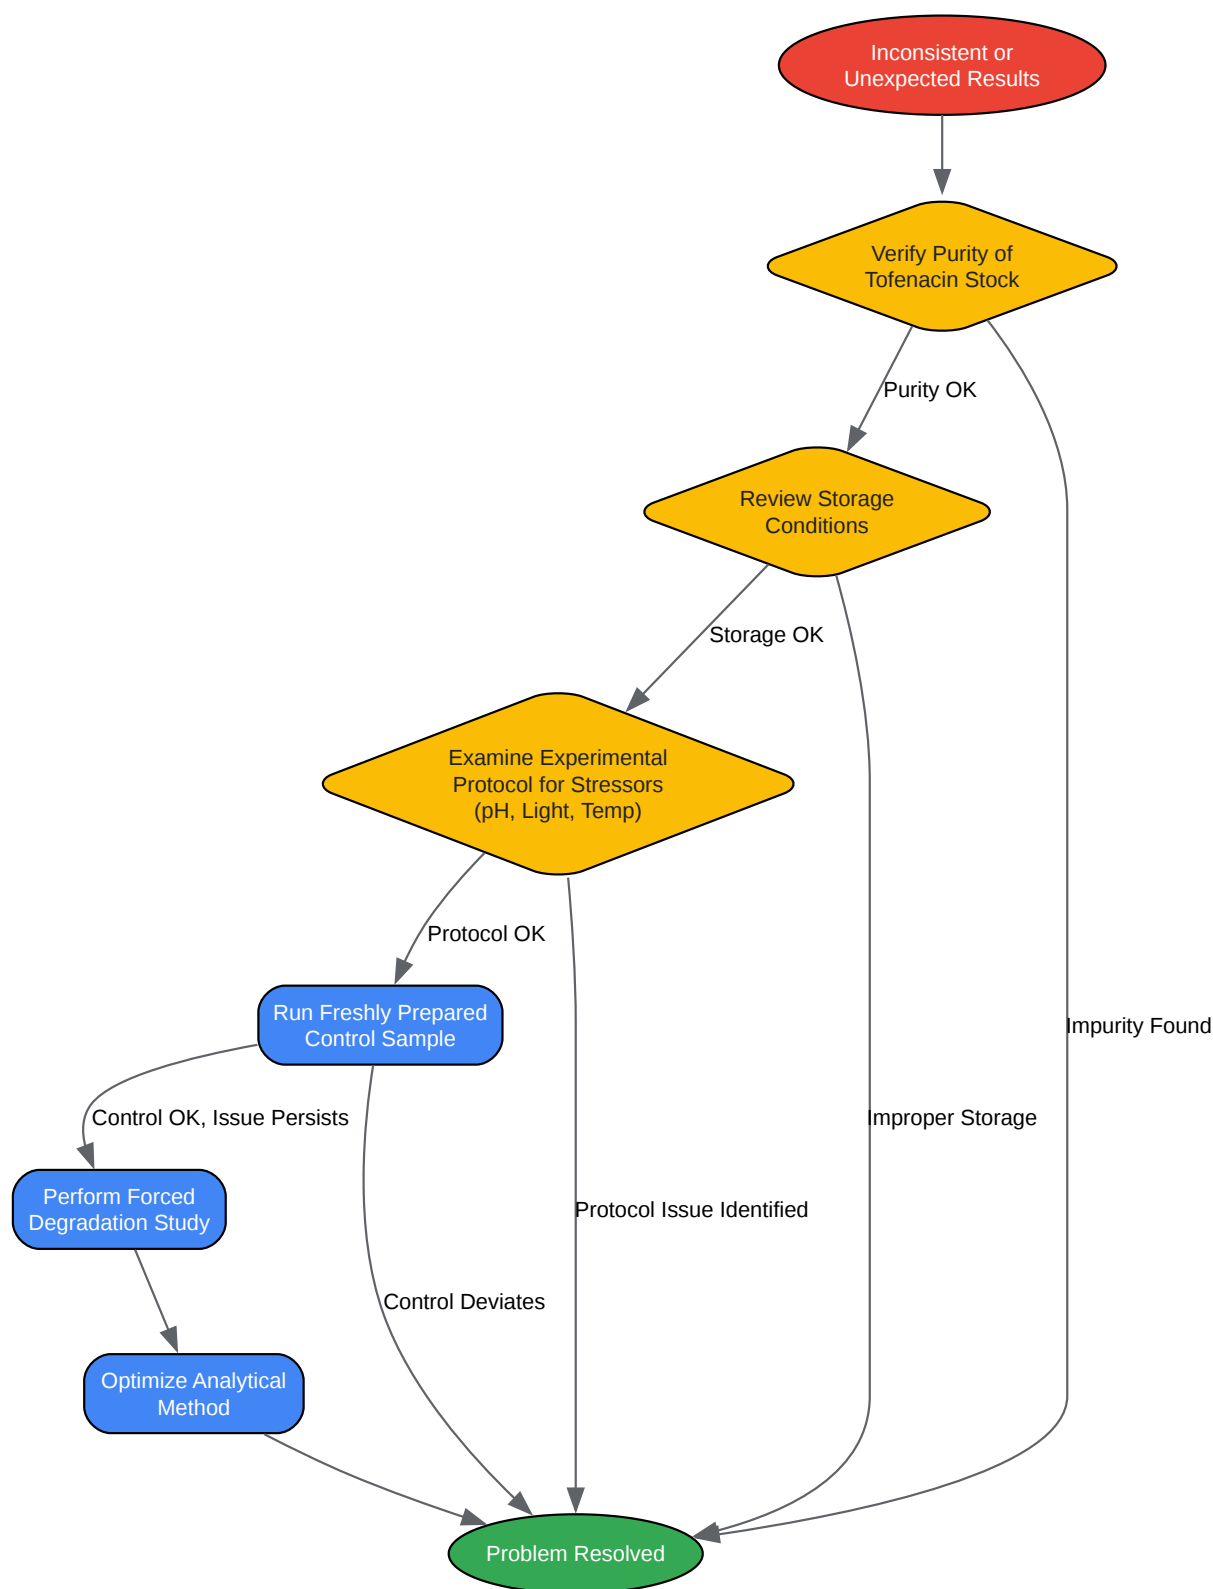 Inconsistent or
Unexpected Results
Verify Purity of
Tofenacin Stock
Purity OK
Review Storage
Conditions
Storage OK
Examine Experimental
Protocol for Stressors
(pH, Light, Temp)
Protocol OK
Run Freshly Prepared
Control Sample
Impurity Found
Control OK, Issue Persists
Improper Storage
Perform Forced
Degradation Study
Protocol Issue Identified
Control Deviates
Optimize Analytical
Method
Problem Resolved